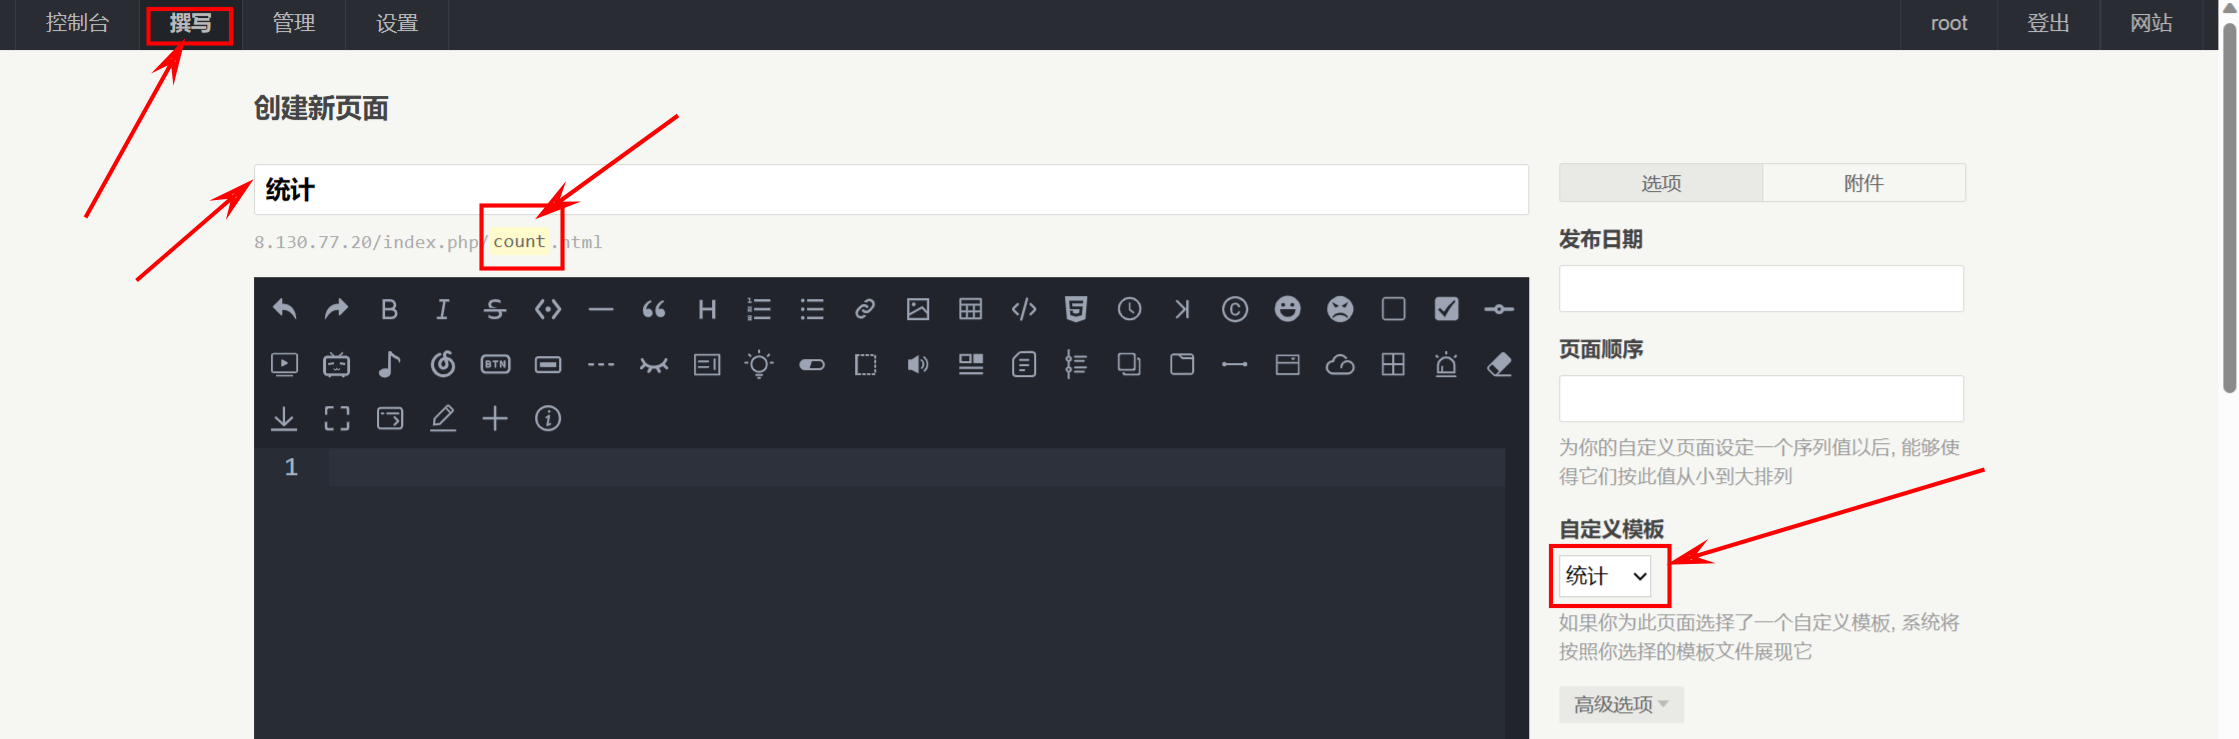 控制台 撰写 管理 设置 root 登出 网站
创建新页面
统计
8.130.77.20/index.php/count.html
选项 附件
发布日期
页面顺序
为你的自定义页面设定一个序列值以后, 能够使
得它们按此值从小到大排列
自定义模板
统计
如果你为此页面选择了一个自定义模板, 系统将
按照你选择的模板文件展现它
高级选项
BTN
1